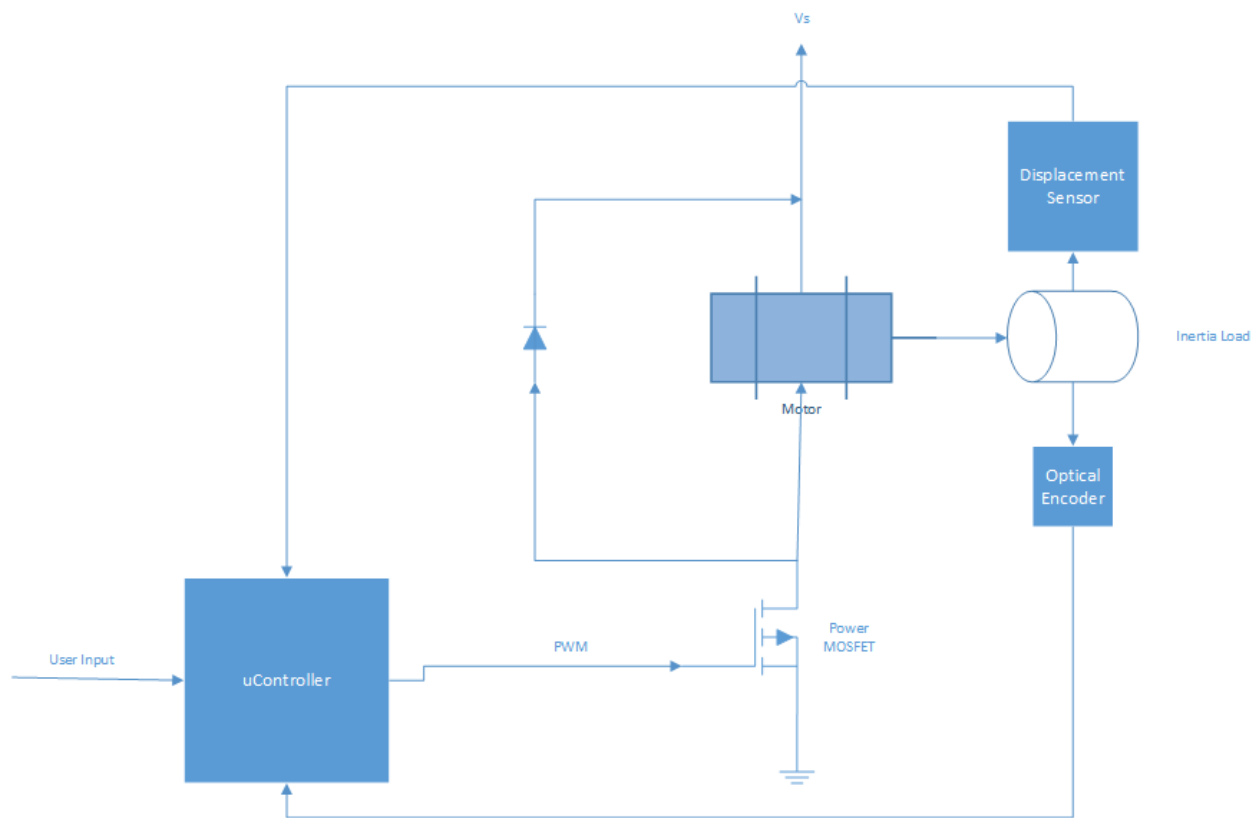 Vs
Displacement
Sensor
Inertia Load
Motor
Optical
Encoder
User Input
uController
PWM
Power
MOSFET